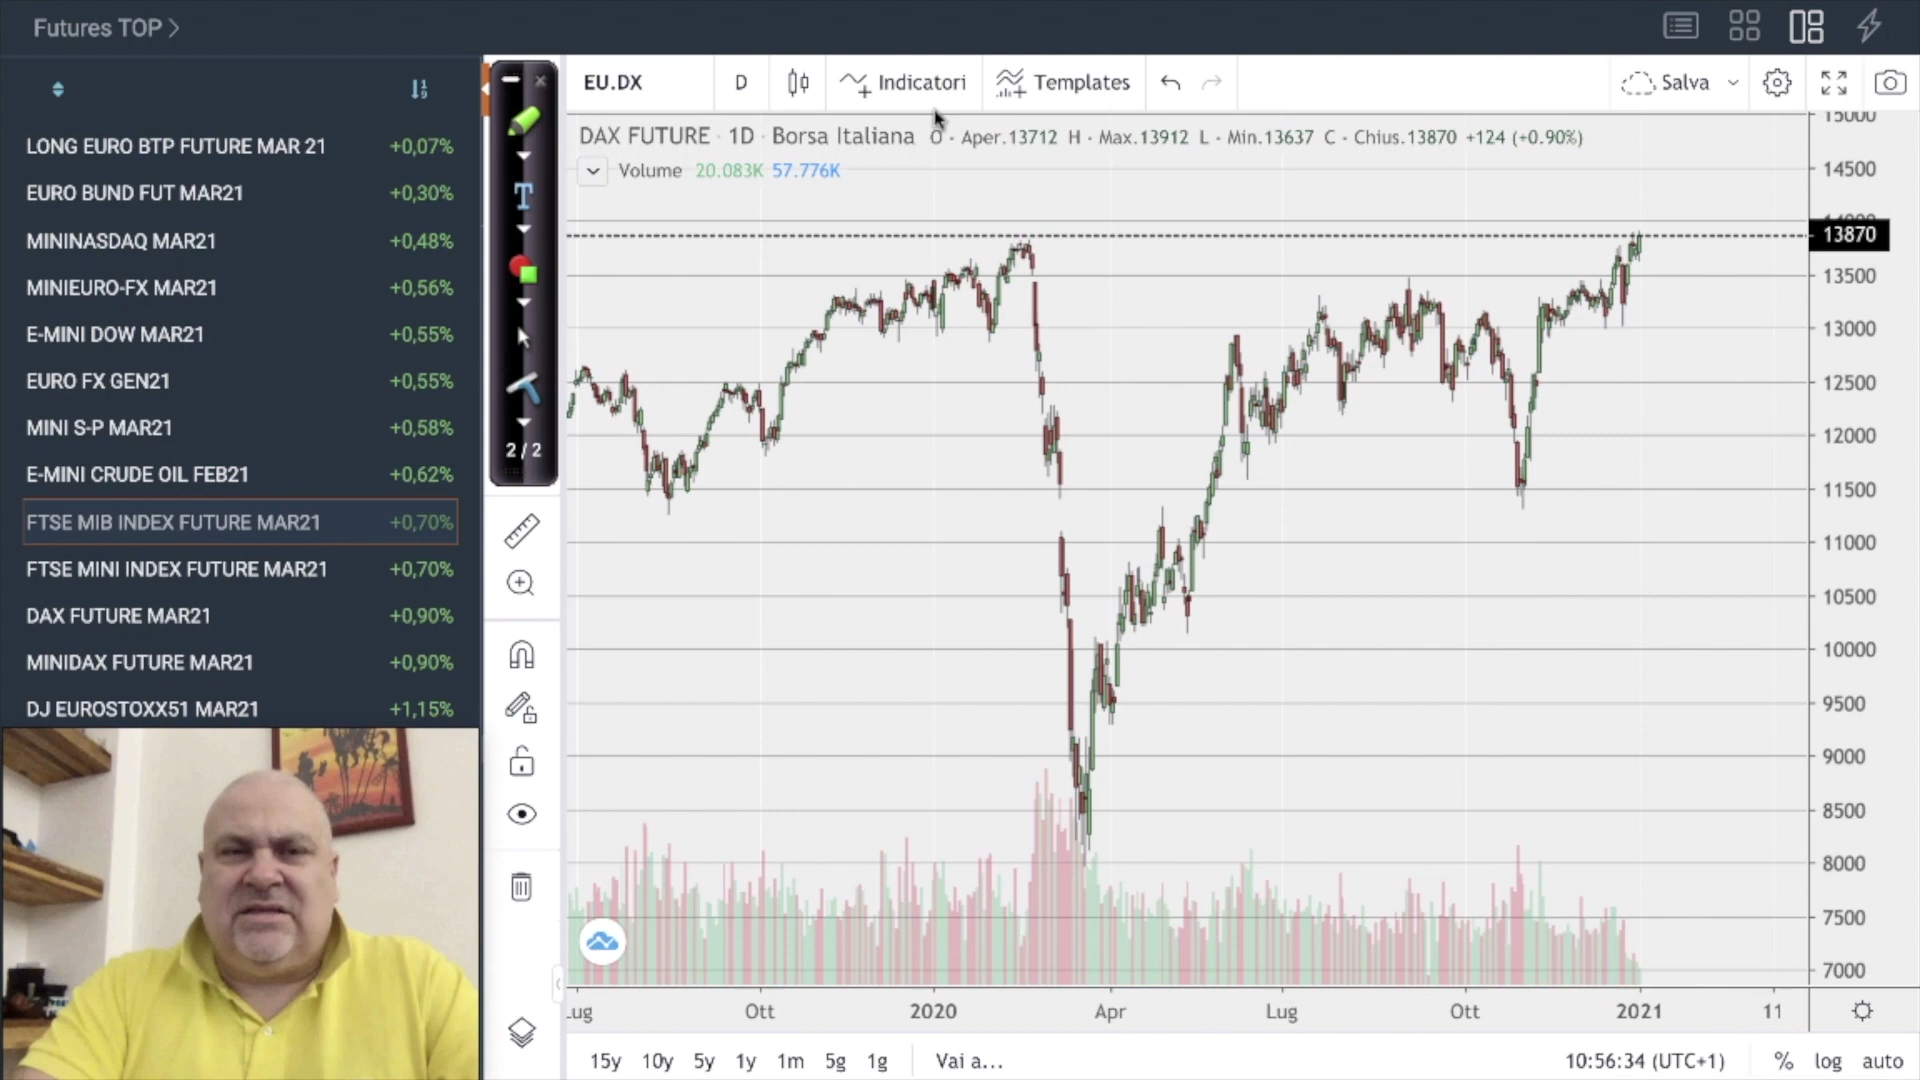 Futures TOP
LONG EURO BTP FUTURE MAR 21 +0,07%
EURO BUND FUT MAR21 +0,30%
MININASDAQ MAR21 +0,48%
MINIEURO-FX MAR21 +0,56%
E-MINI DOW MAR21 +0,55%
EURO FX GEN21 +0,55%
MINI S-P MAR21 +0,58%
E-MINI CRUDE OIL FEB21 +0,62%
FTSE MIB INDEX FUTURE MAR21 +0,70%
FTSE MINI INDEX FUTURE MAR21 +0,70%
DAX FUTURE MAR21 +0,90%
MINIDAX FUTURE MAR21 +0,90%
DJ EUROSTOXX51 MAR21 +1,15%
T
2/2
EU.DX D Indicatori Templates Salva
DAX FUTURE · 1D · Borsa Italiana O - Aper.13712 H - Max.13912 L - Min.13637 C - Chius.13870 +124 (+0.90%)
Volume 20.083K 57.776K
15000
14500
14000
13870
13500
13000
12500
12000
11500
11000
10500
10000
9500
9000
8500
8000
7500
7000
Lug Ott 2020 Apr Lug Ott 2021 11
15y 10y 5y 1y 1m 5g 1g Vai a... 10:56:34 (UTC+1) % log auto